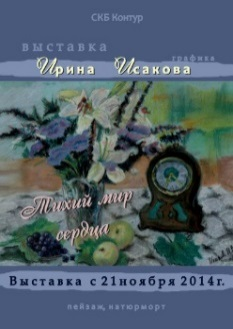 СКБ Контур
выставка
графика
Ирина Исакова
Тихий мир
сердца
Выставка с 21ноября 2014г.
пейзаж, натюрморт